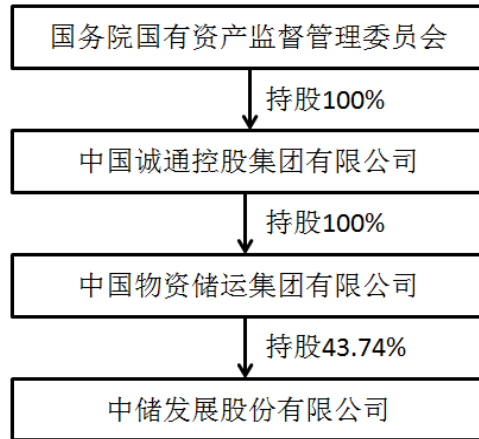 国务院国有资产监督管理委员会
持股100%
中国诚通控股集团有限公司
持股100%
中国物资储运集团有限公司
持股43.74%
中储发展股份有限公司